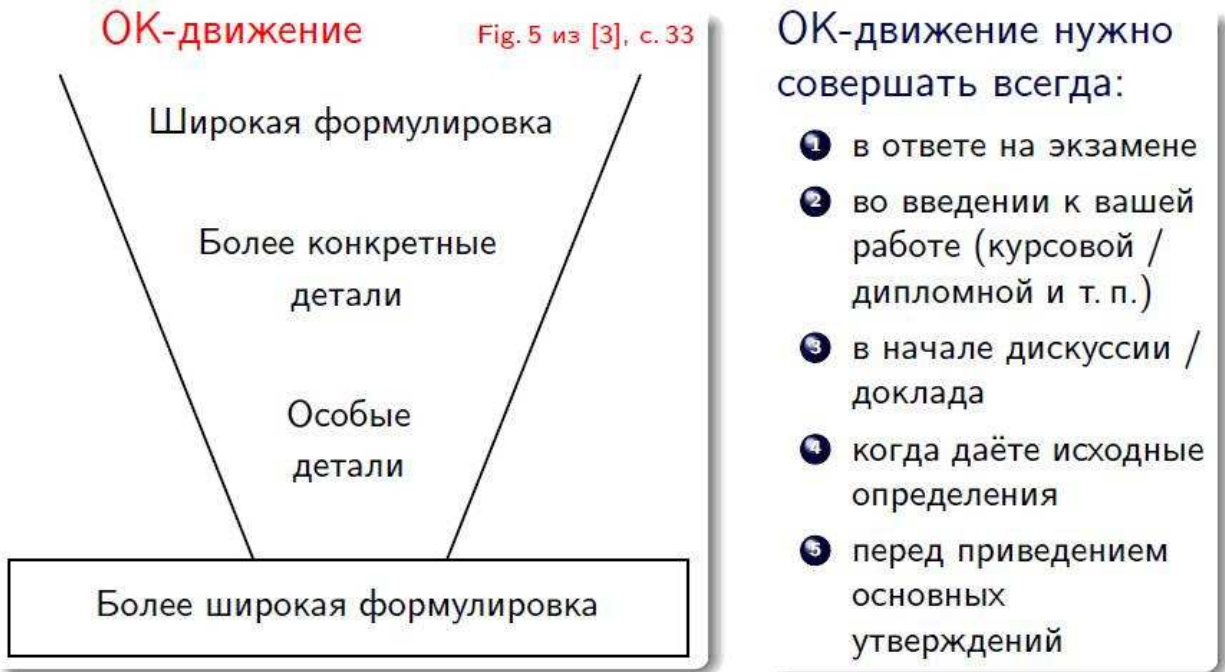 ОК-движение Fig. 5 из [3], с. 33
Широкая формулировка
Более конкретные
детали
Особые
детали
Более широкая формулировка
ОК-движение нужно
совершать всегда:
1 в ответе на экзамене
2 во введении к вашей
работе (курсовой /
дипломной и т. п.)
3 в начале дискуссии /
доклада
4 когда даёте исходные
определения
5 перед приведением
основных
утверждений